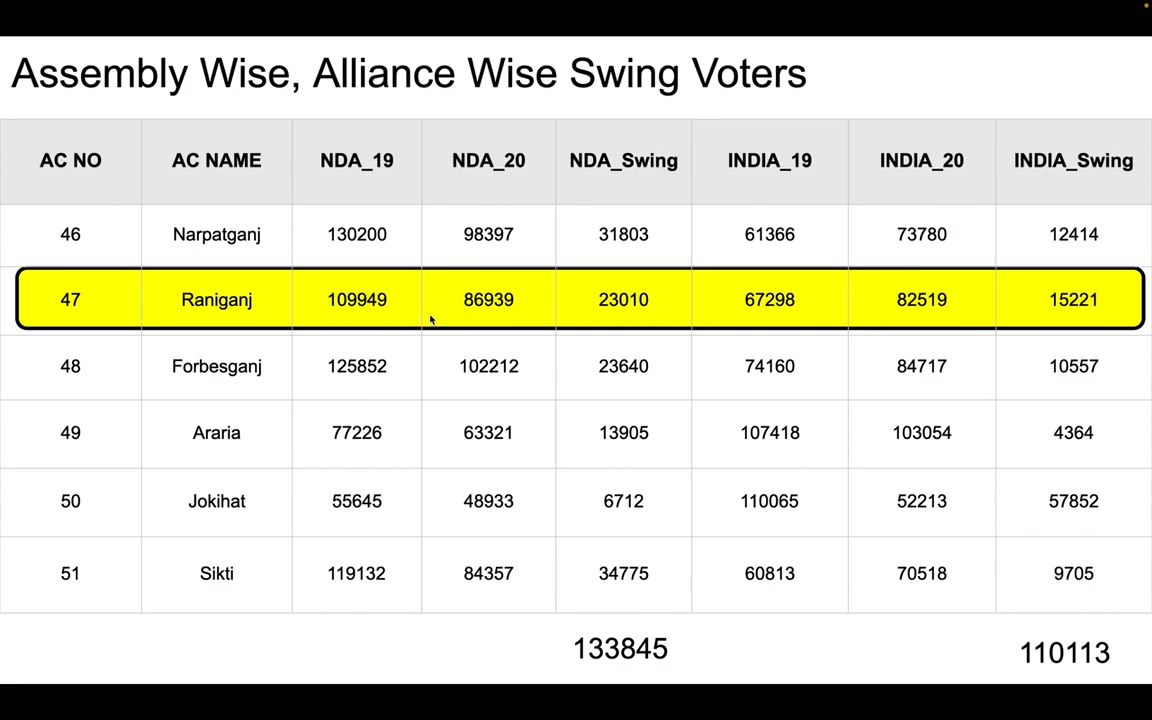 Assembly Wise, Alliance Wise Swing Voters
AC NO AC NAME NDA_19 NDA_20 NDA_Swing INDIA_19 INDIA_20 INDIA_Swing
46 Narpatganj 130200 98397 31803 61366 73780 12414
47 Raniganj 109949 86939 23010 67298 82519 15221
48 Forbesganj 125852 102212 23640 74160 84717 10557
49 Araria 77226 63321 13905 107418 103054 4364
50 Jokihat 55645 48933 6712 110065 52213 57852
51 Sikti 119132 84357 34775 60813 70518 9705
133845 110113